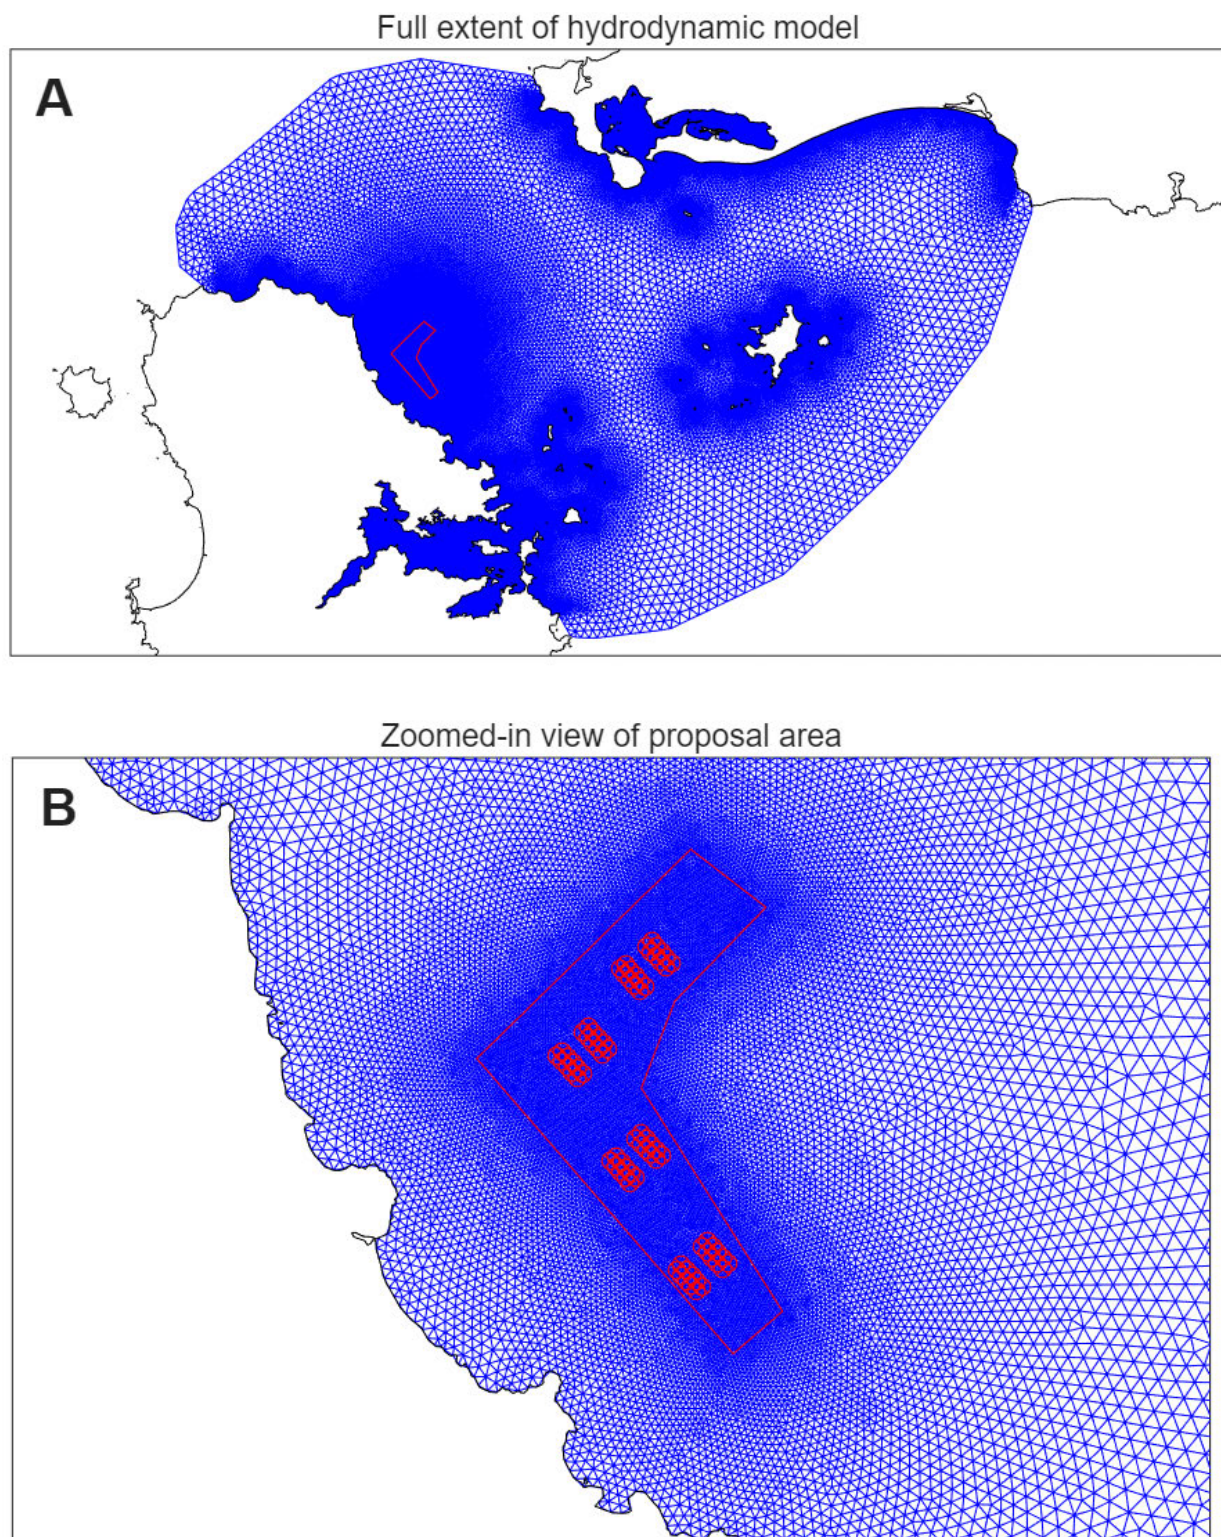 Full extent of hydrodynamic model
A
Zoomed-in view of proposal area
B